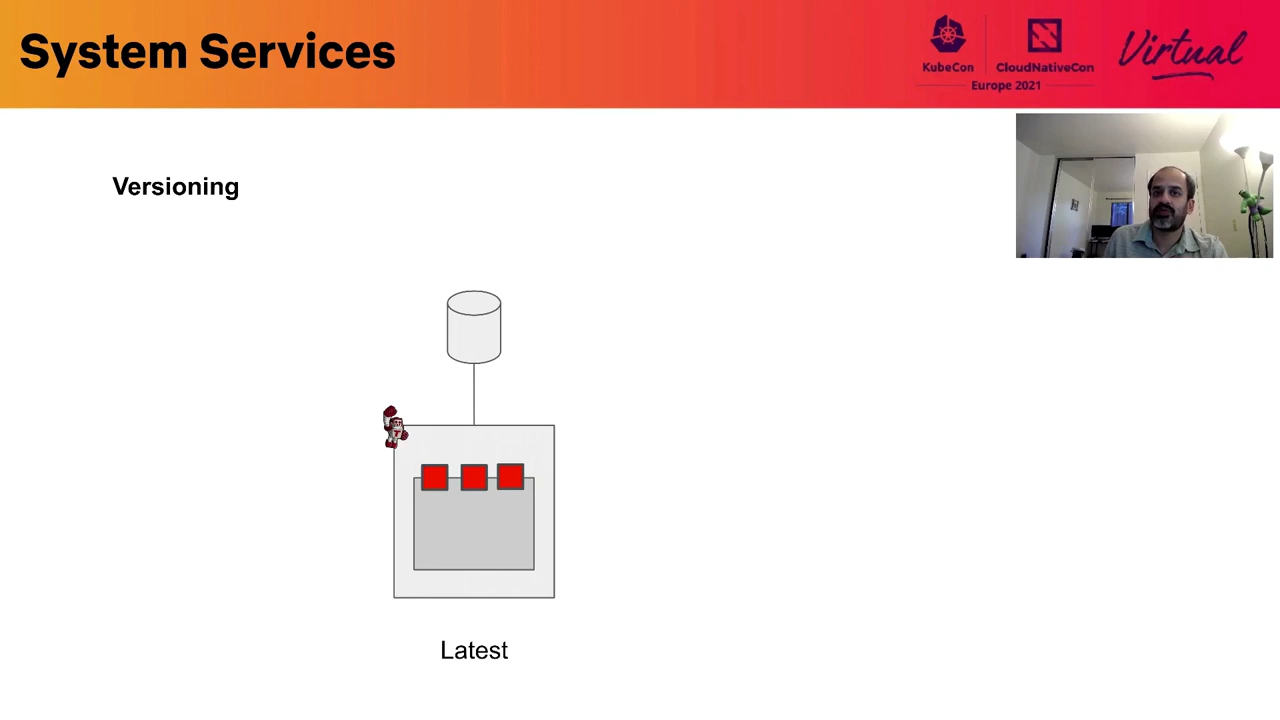 System Services
KubeCon
CloudNativeCon
Europe 2021
Virtual
Versioning
Latest